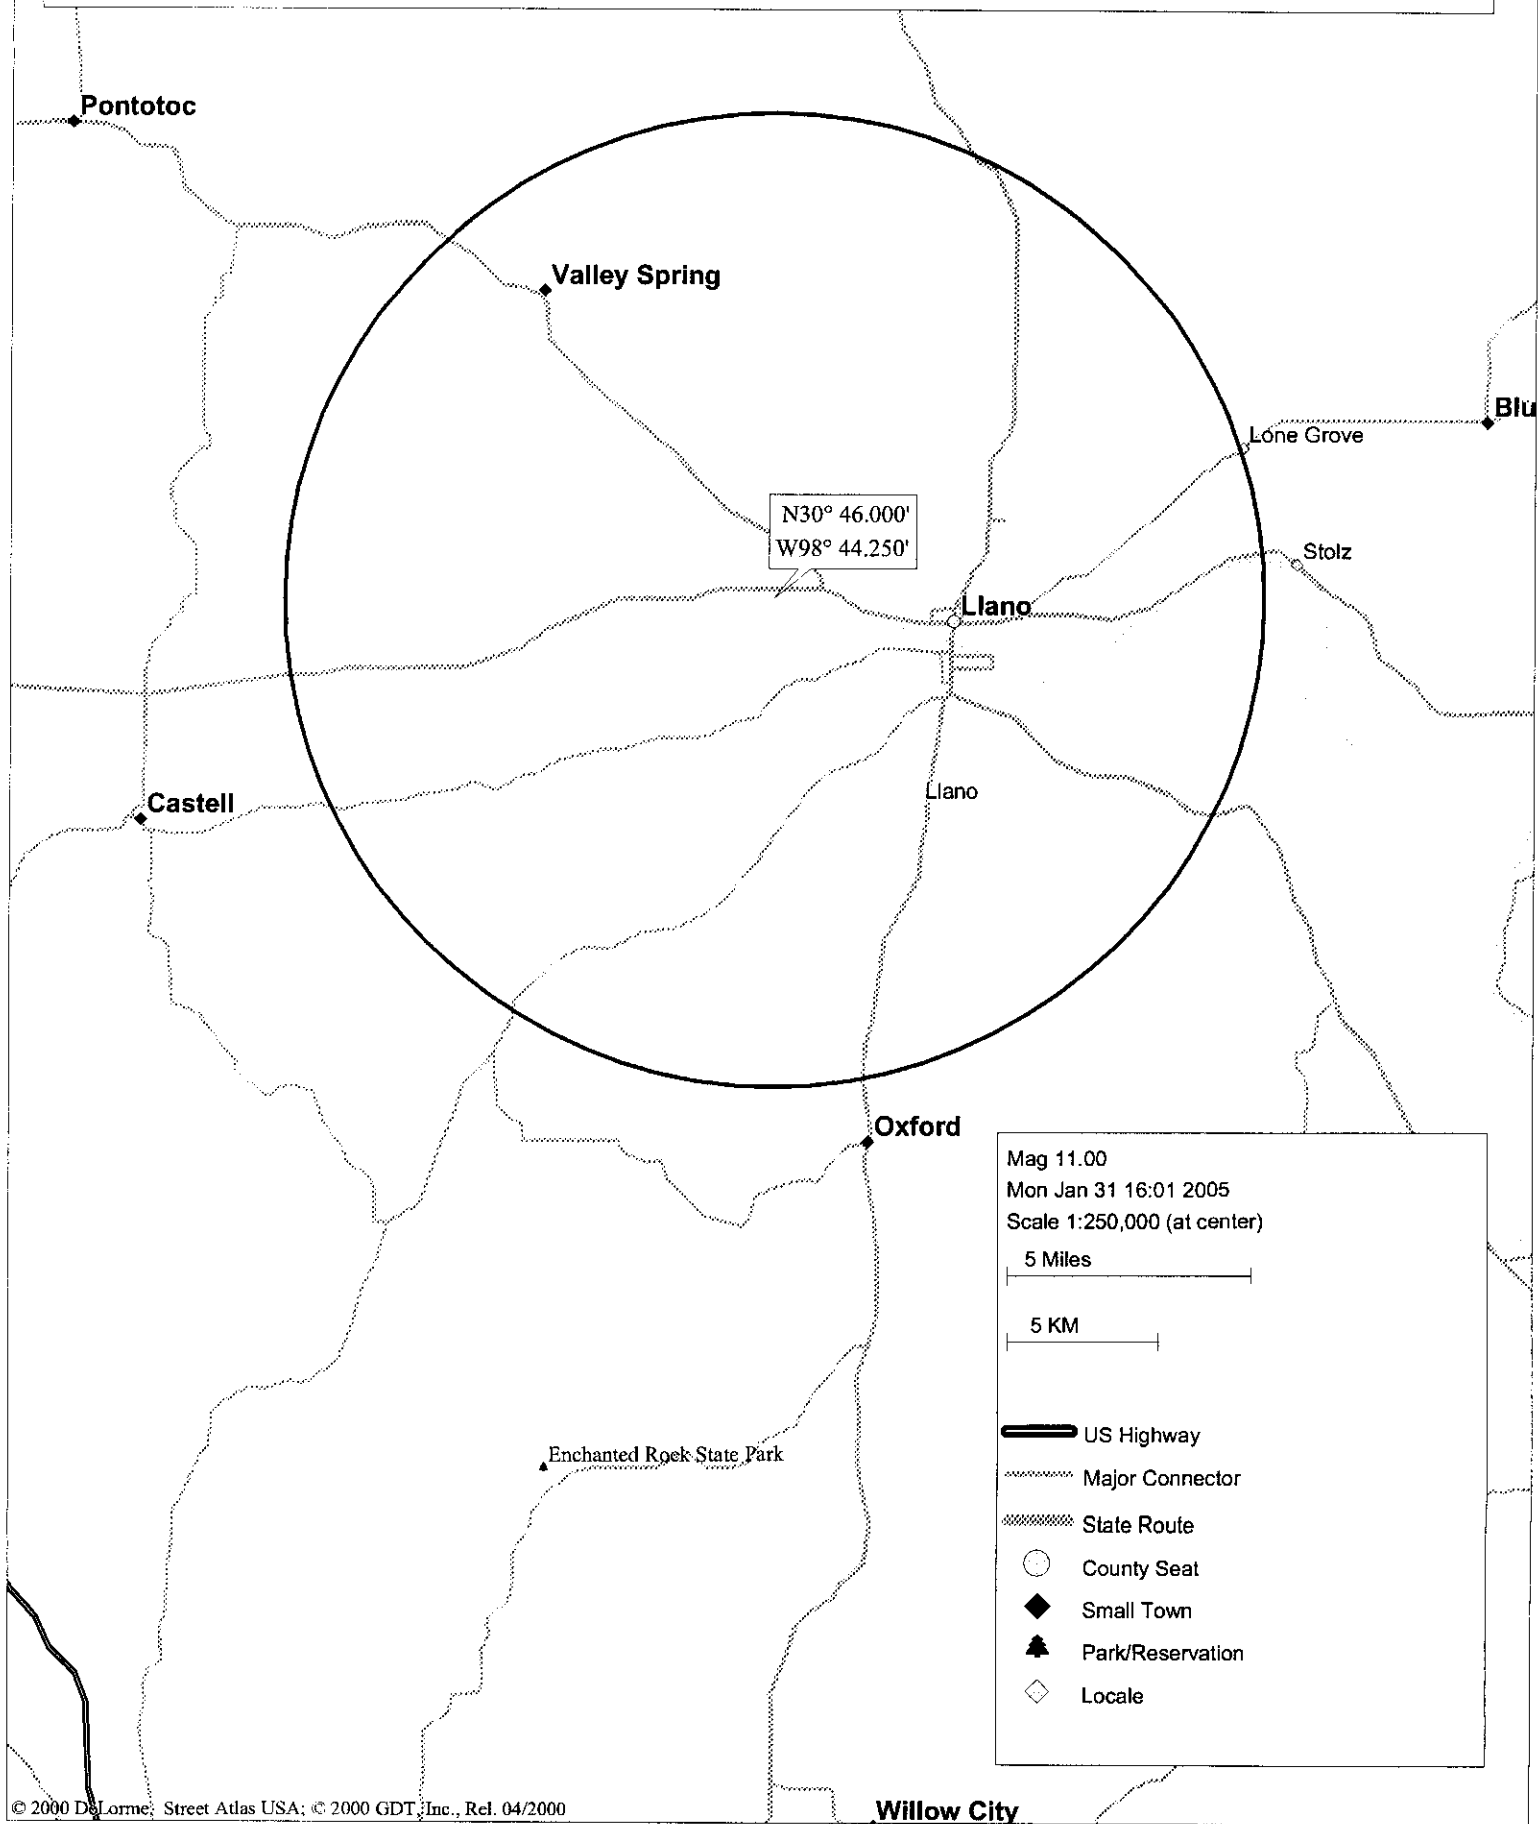 Pontotoc
Valley Spring
Blu
Lone Grove
N30° 46.000'
W98° 44.250'
Stolz
Llano
Llano
Castell
Oxford
Mag 11.00
Mon Jan 31 16:01 2005
Scale 1:250,000 (at center)
5 Miles
5 KM
US Highway
Major Connector
State Route
County Seat
Small Town
Park/Reservation
Locale
Enchanted Rock State Park
© 2000 DeLorme. Street Atlas USA; © 2000 GDT, Inc., Rel. 04/2000
Willow City